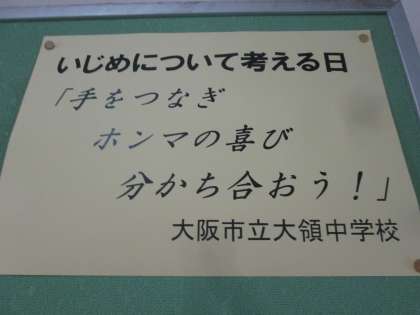 いじめについて考える日
「手をつなぎ
ホンマの喜び
分かち合おう！」
大阪市立大領中学校